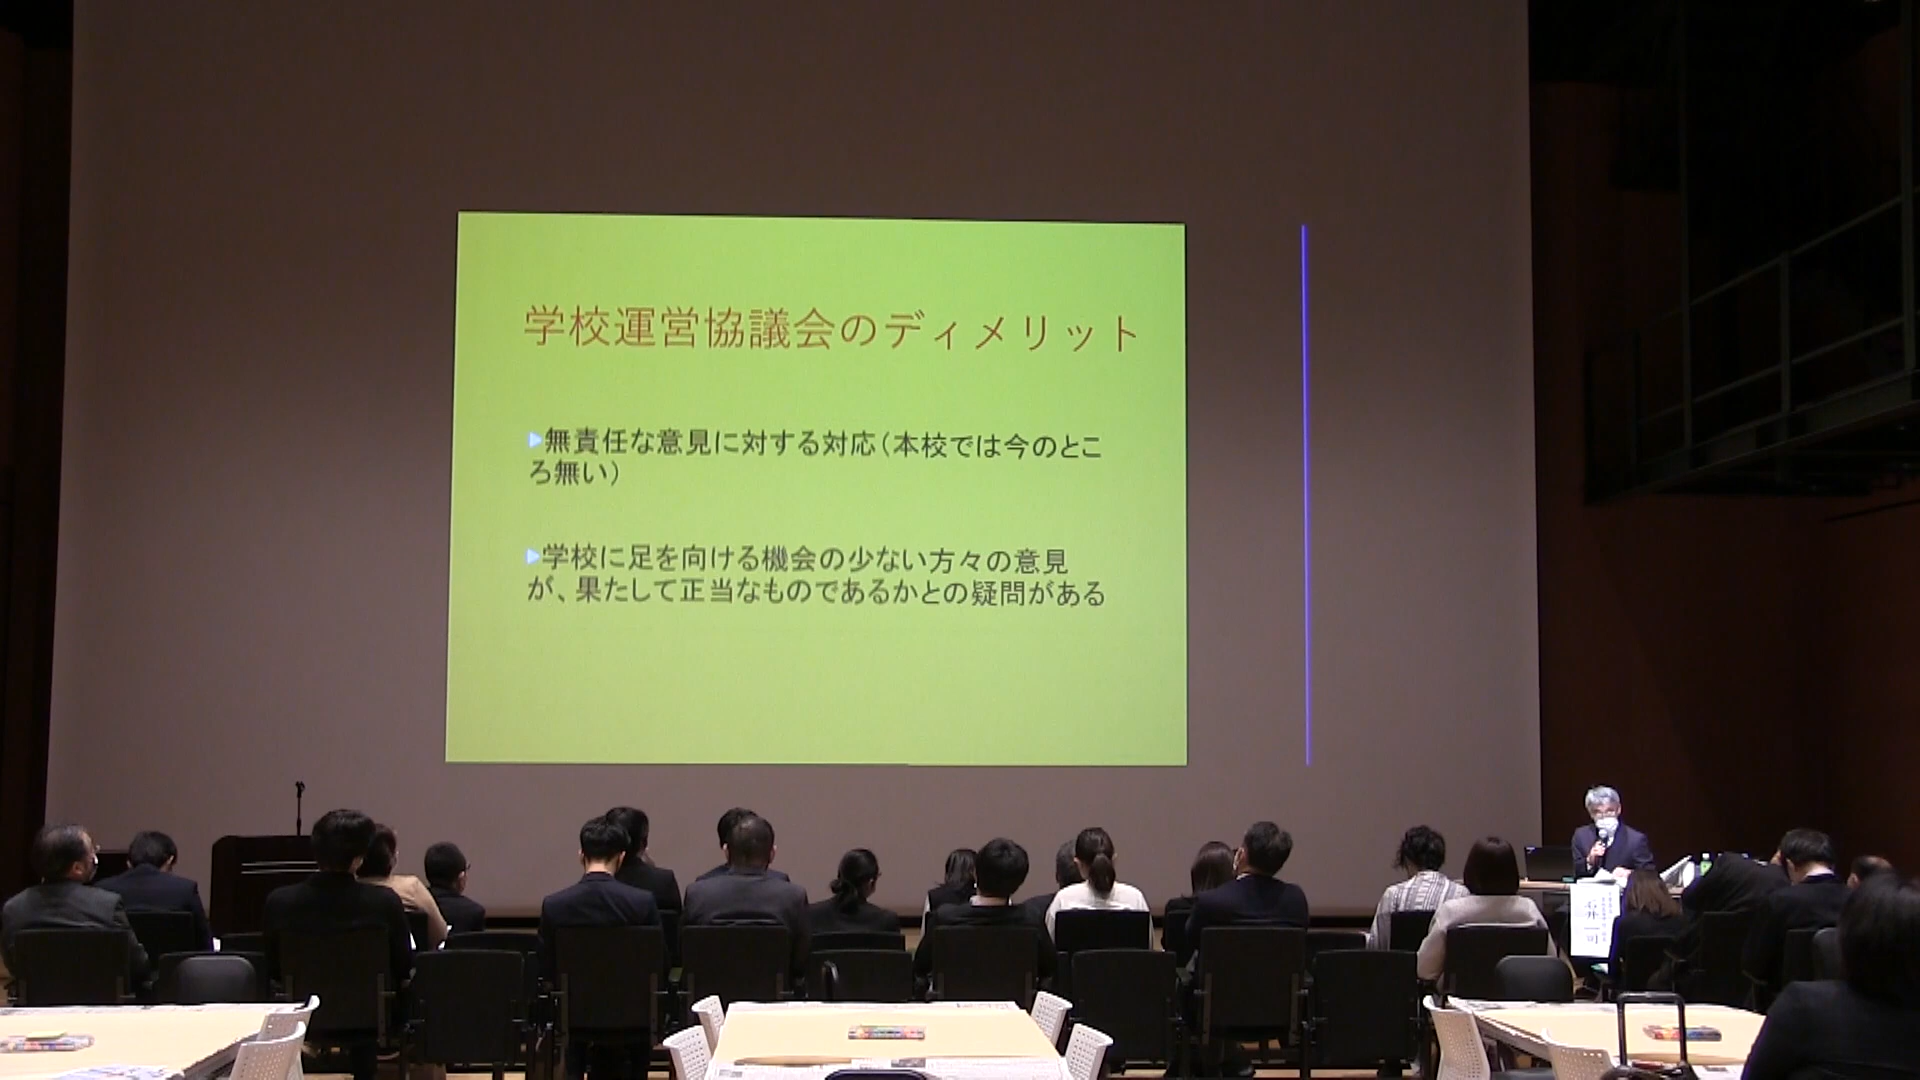 学校運営協議会のディメリット
無責任な意見に対する対応（本校では今のとこ
ろ無い）
学校に足を向ける機会の少ない方々の意見
が、果たして正当なものであるかとの疑問がある
石井 一司